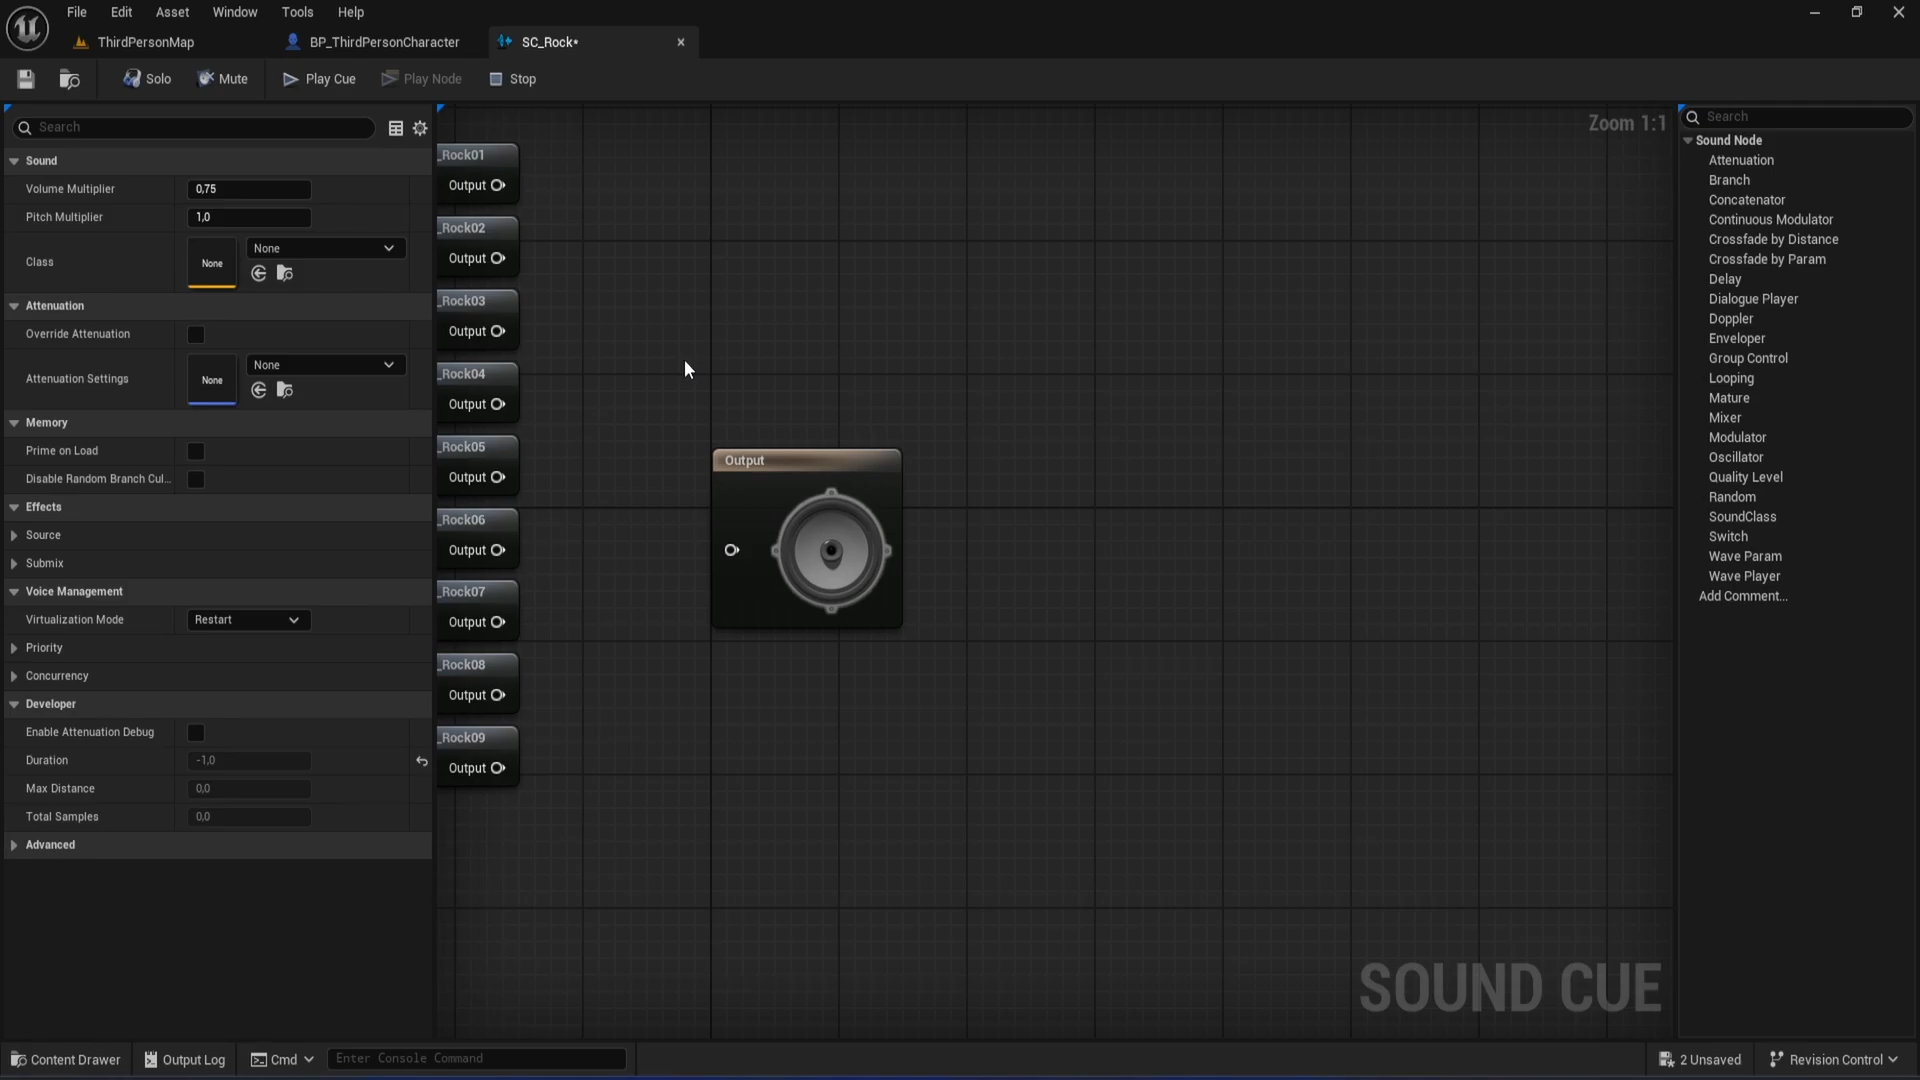 File Edit Asset Window Tools Help
ThirdPersonMap BP_ThirdPersonCharacter SC_Rock*
Solo Mute Play Cue Play Node Stop
Search
Sound
Volume Multiplier 0,75
Pitch Multiplier 1,0
Class None None
Attenuation
Override Attenuation
Attenuation Settings None None
Memory
Prime on Load
Disable Random Branch Cul...
Effects
Source
Submix
Voice Management
Virtualization Mode Restart
Priority
Concurrency
Developer
Enable Attenuation Debug
Duration -1,0
Max Distance 0,0
Total Samples 0,0
Advanced
_Rock01
Output
_Rock02
Output
_Rock03
Output
_Rock04
Output
_Rock05
Output
_Rock06
Output
_Rock07
Output
_Rock08
Output
_Rock09
Output
Output
Zoom 1:1
SOUND CUE
Search
Sound Node
Attenuation
Branch
Concatenator
Continuous Modulator
Crossfade by Distance
Crossfade by Param
Delay
Dialogue Player
Doppler
Enveloper
Group Control
Looping
Mature
Mixer
Modulator
Oscillator
Quality Level
Random
SoundClass
Switch
Wave Param
Wave Player
Add Comment...
Content Drawer Output Log Cmd Enter Console Command 2 Unsaved Revision Control